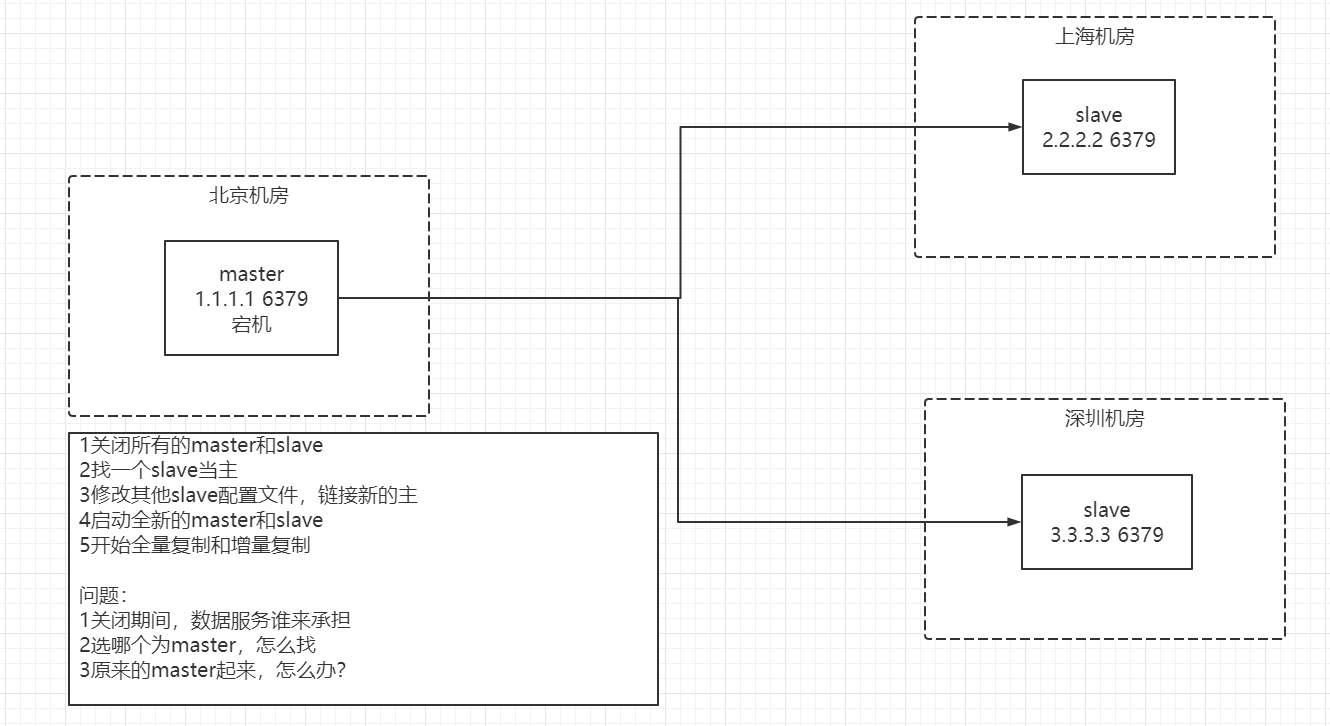 上海机房
slave
2.2.2.2 6379
北京机房
master
1.1.1.1 6379
宕机
深圳机房
slave
3.3.3.3 6379
1关闭所有的master和slave
2找一个slave当主
3修改其他slave配置文件，链接新的主
4启动全新的master和slave
5开始全量复制和增量复制
问题：
1关闭期间，数据服务谁来承担
2选哪个为master，怎么找
3原来的master起来，怎么办？